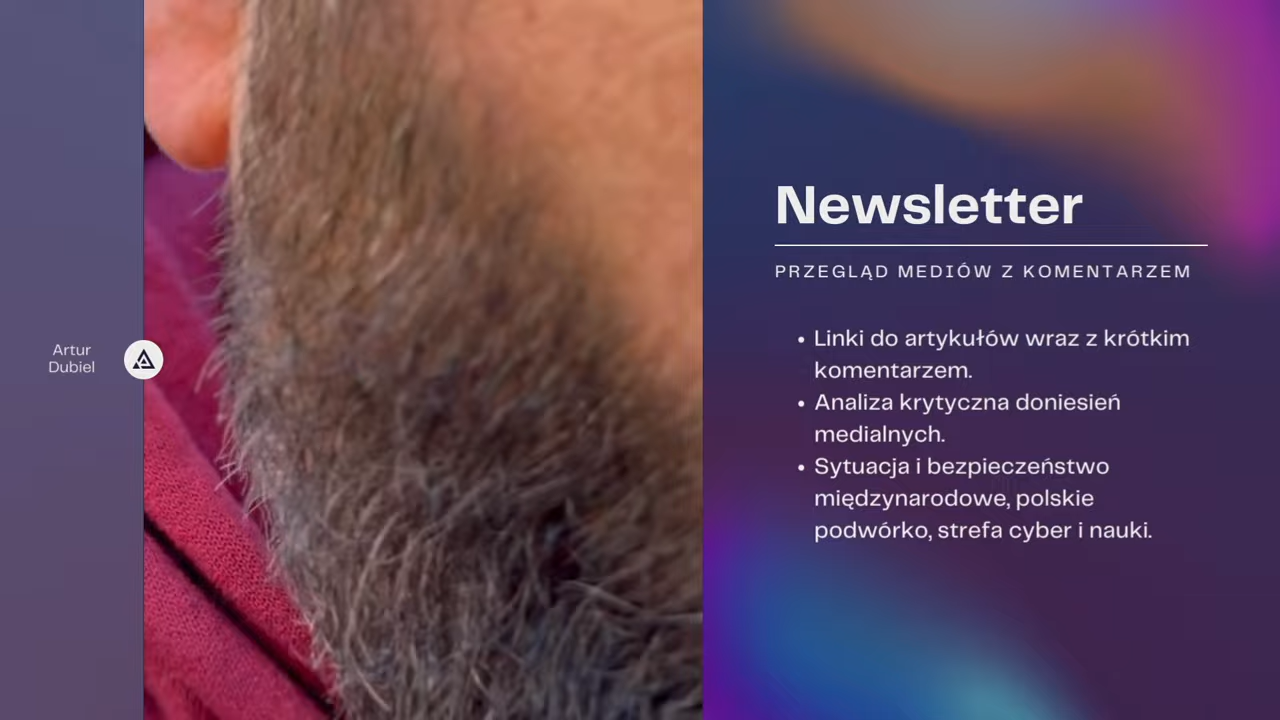 Artur
Dubiel
Newsletter
PRZEGLĄD MEDIÓW Z KOMENTARZEM
• Linki do artykułów wraz z krótkim
komentarzem.
• Analiza krytyczna doniesień
medialnych.
• Sytuacja i bezpieczeństwo
międzynarodowe, polskie
podwórko, strefa cyber i nauki.